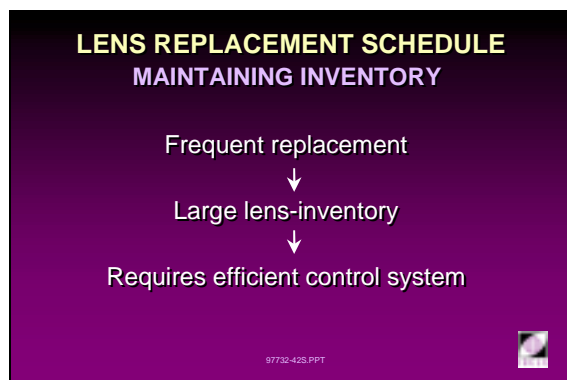 LENS REPLACEMENT SCHEDULE
MAINTAINING INVENTORY
Frequent replacement
Large lens-inventory
Requires efficient control system
97732-42S.PPT